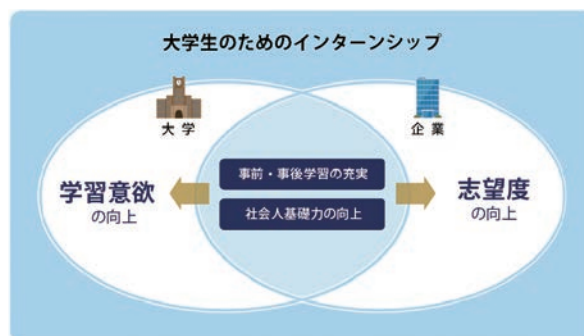 大学生のためのインターンシップ
大学
企業
事前・事後学習の充実
学習意欲
の向上
志望度
の向上
社会人基礎力の向上